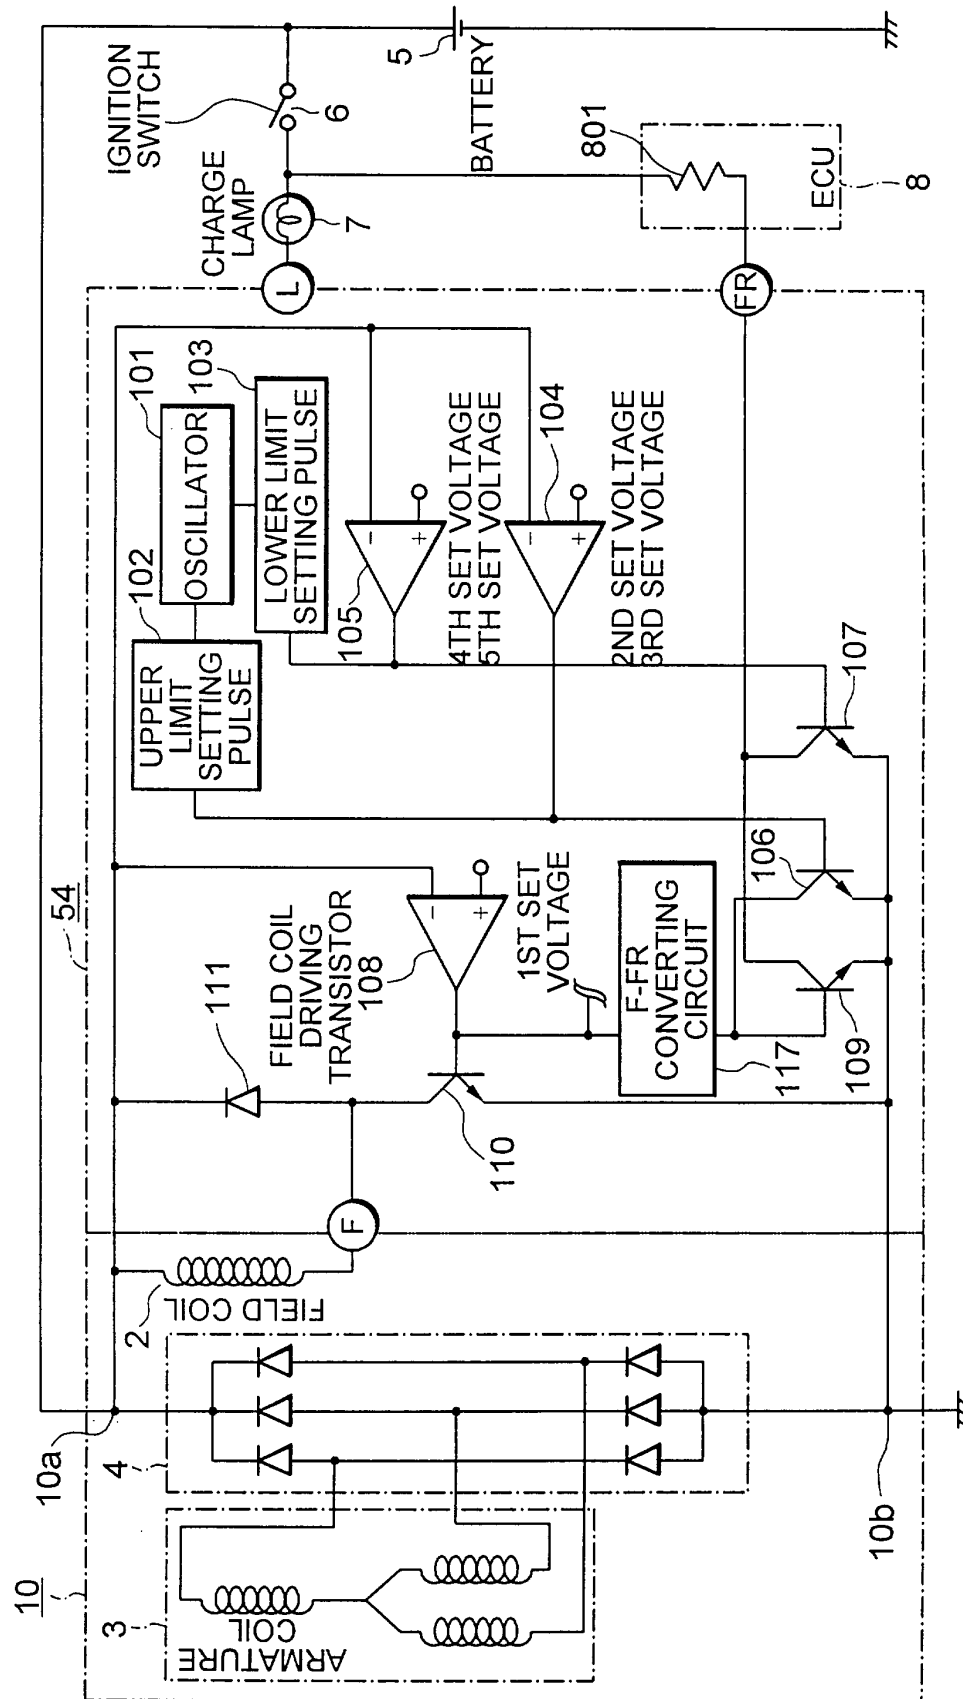 10
3
ARMATURE
COIL
10a
4
2
FIELD COIL
F
54
111
FIELD COIL
DRIVING
TRANSISTOR
108
110
−
+
1ST SET
VOLTAGE
F-FR
CONVERTING
CIRCUIT
117
109
106
107
10b
102
UPPER
LIMIT
SETTING
PULSE
101
OSCILLATOR
103
LOWER LIMIT
SETTING PULSE
105
−
+
4TH SET VOLTAGE
5TH SET VOLTAGE
104
−
+
2ND SET VOLTAGE
3RD SET VOLTAGE
L
CHARGE
LAMP
7
IGNITION
SWITCH
6
5
BATTERY
801
ECU
8
FR